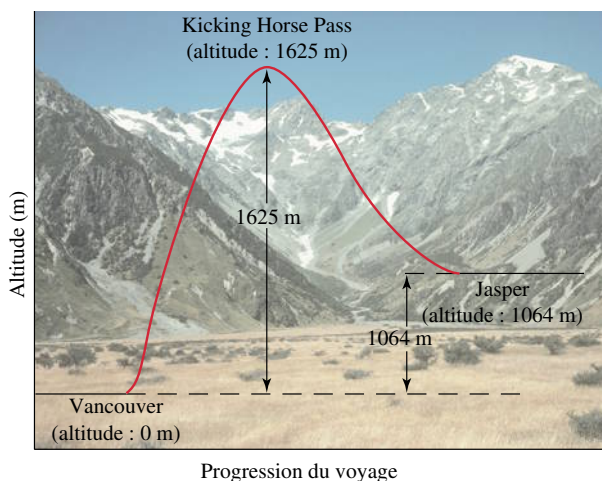 Kicking Horse Pass
(altitude : 1625 m)
Altitude (m)
1625 m
Jasper
(altitude : 1064 m)
1064 m
Vancouver
(altitude : 0 m)
Progression du voyage